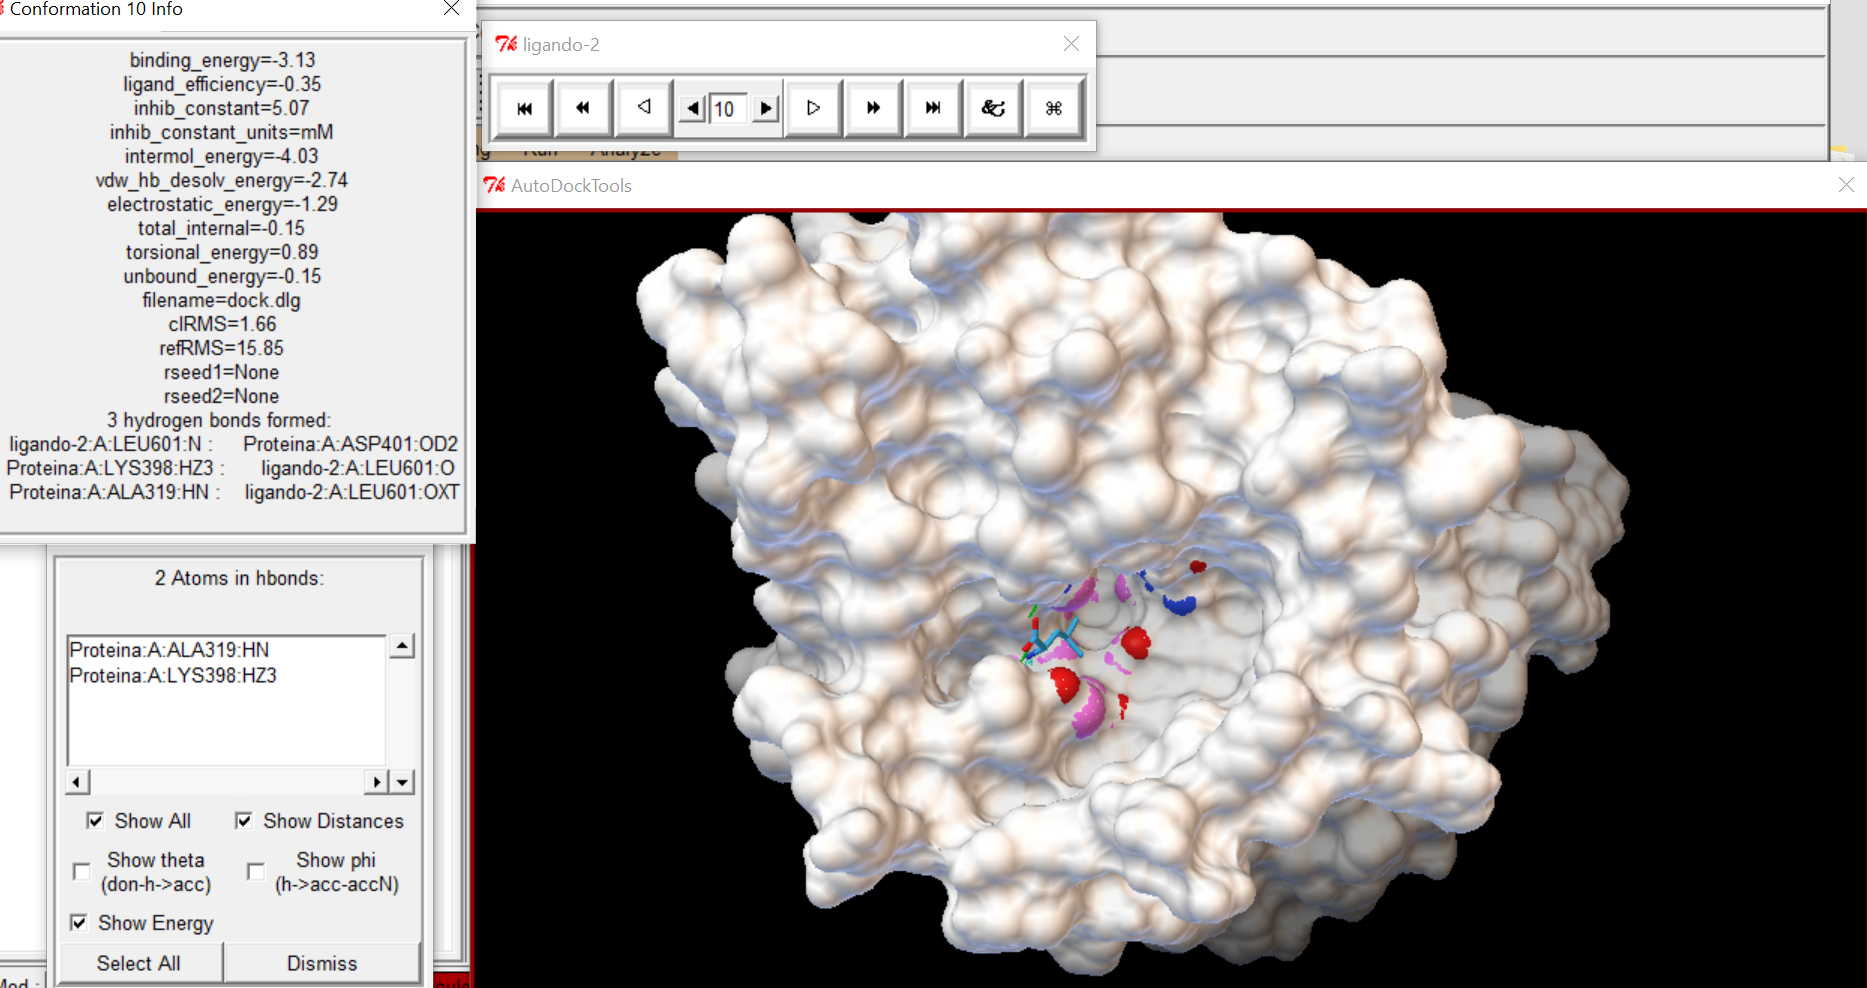 Conformation 10 Info
binding_energy=-3.13
ligand_efficiency=-0.35
inhib_constant=5.07
inhib_constant_units=mM
intermol_energy=-4.03
vdw_hb_desolv_energy=-2.74
electrostatic_energy=-1.29
total_internal=-0.15
torsional_energy=0.89
unbound_energy=-0.15
filename=dock.dlg
clRMS=1.66
refRMS=15.85
rseed1=None
rseed2=None
3 hydrogen bonds formed:
ligando-2:A:LEU601:N : Proteina:A:ASP401:OD2
Proteina:A:LYS398:HZ3 : ligando-2:A:LEU601:O
Proteina:A:ALA319:HN : ligando-2:A:LEU601:OXT
ligando-2
10
Run Analyze
AutoDockTools
2 Atoms in hbonds:
Proteina:A:ALA319:HN
Proteina:A:LYS398:HZ3
Show All Show Distances
Show theta
(don-h->acc)
Show phi
(h->acc-accN)
Show Energy
Select All Dismiss